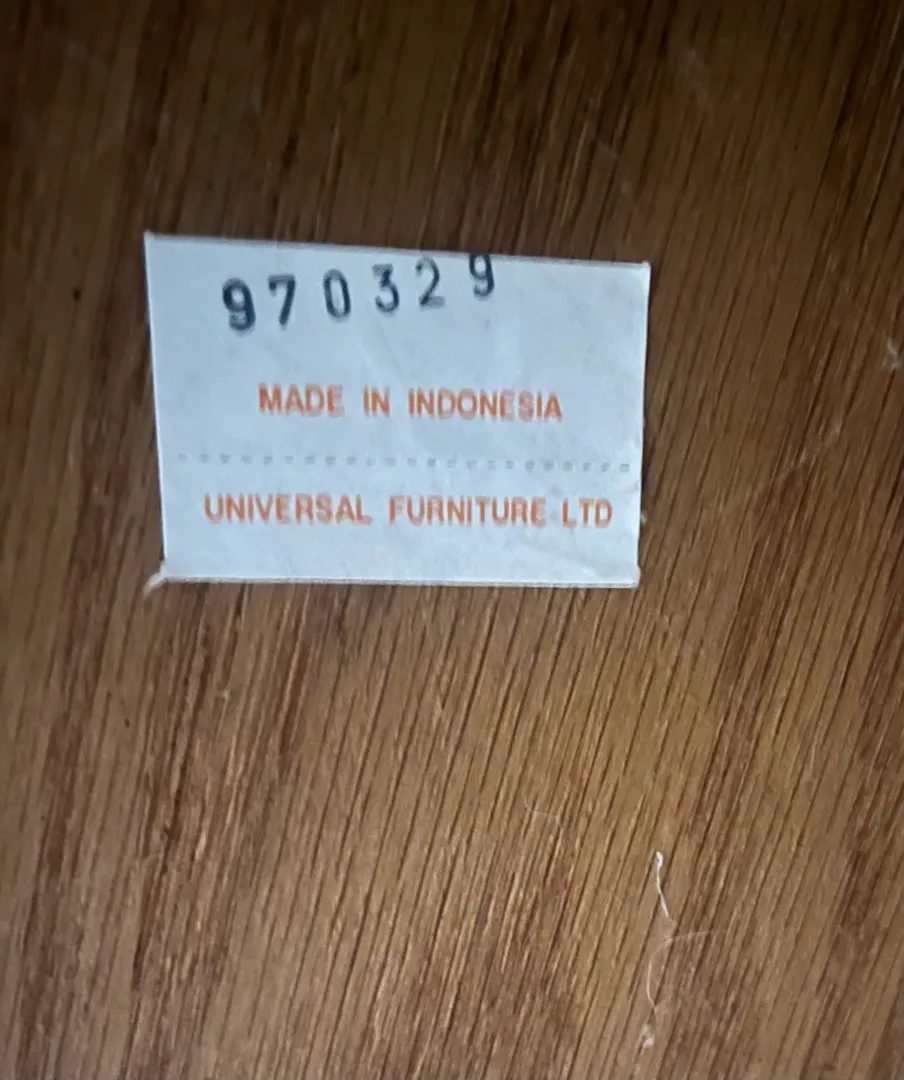 970329
MADE IN INDONESIA
UNIVERSAL FURNITURE LTD